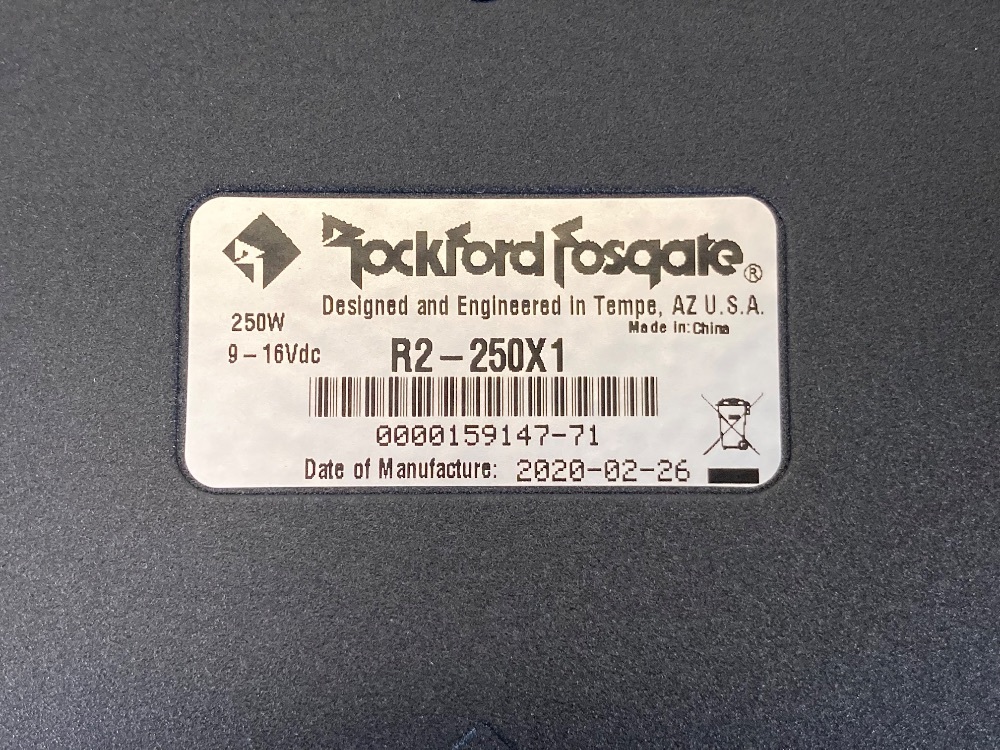 Rockford Fosgate®
Designed and Engineered in Tempe, AZ U.S.A.
Made in: China
250W
9-16Vdc
R2-250X1
0000159147-71
Date of Manufacture: 2020-02-26